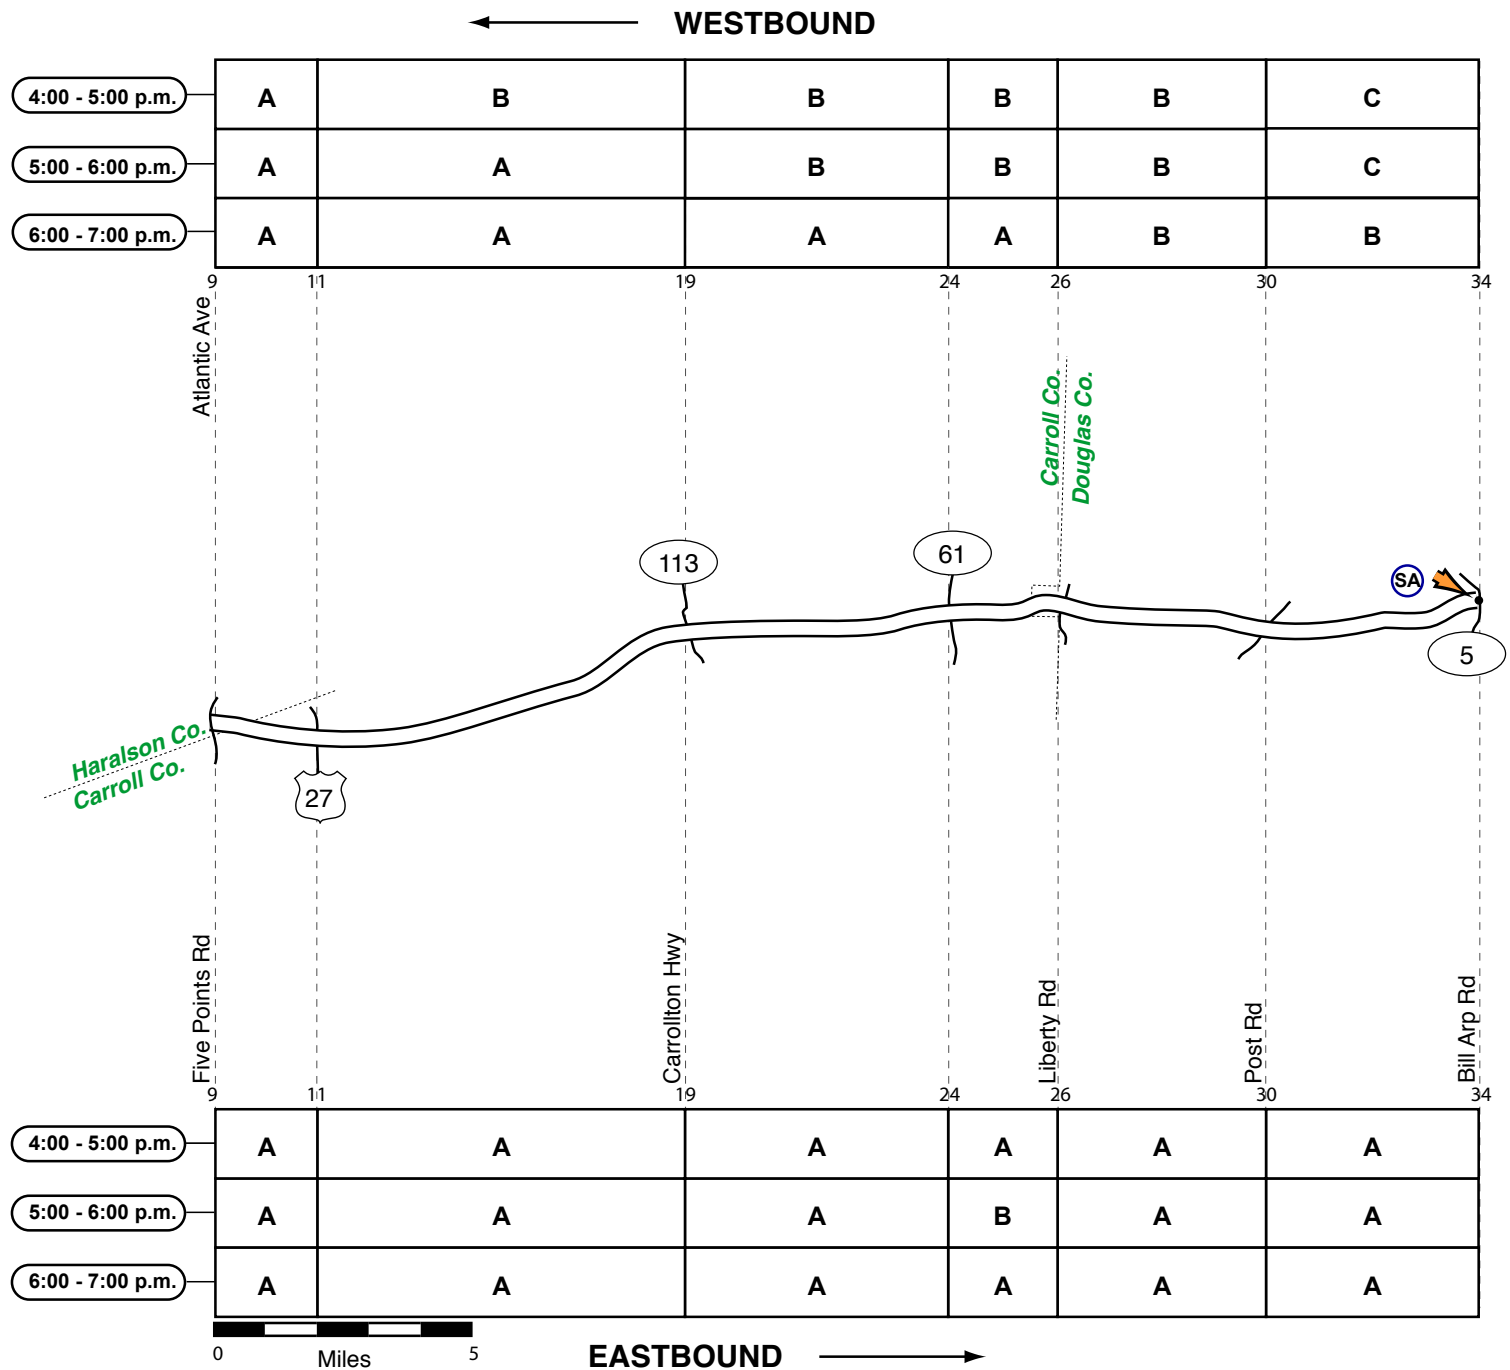 WESTBOUND
4:00 - 5:00 p.m. A B B B B C
5:00 - 6:00 p.m. A A B B B C
6:00 - 7:00 p.m. A A A A B B
9 11 19 24 26 30 34
Atlantic Ave
Carroll Co.
Douglas Co.
113
61
SA
5
Haralson Co.
Carroll Co.
27
Five Points Rd
Carrollton Hwy
Liberty Rd
Post Rd
Bill Arp Rd
9 11 19 24 26 30 34
4:00 - 5:00 p.m. A A A A A A
5:00 - 6:00 p.m. A A A B A A
6:00 - 7:00 p.m. A A A A A A
0 Miles 5
EASTBOUND